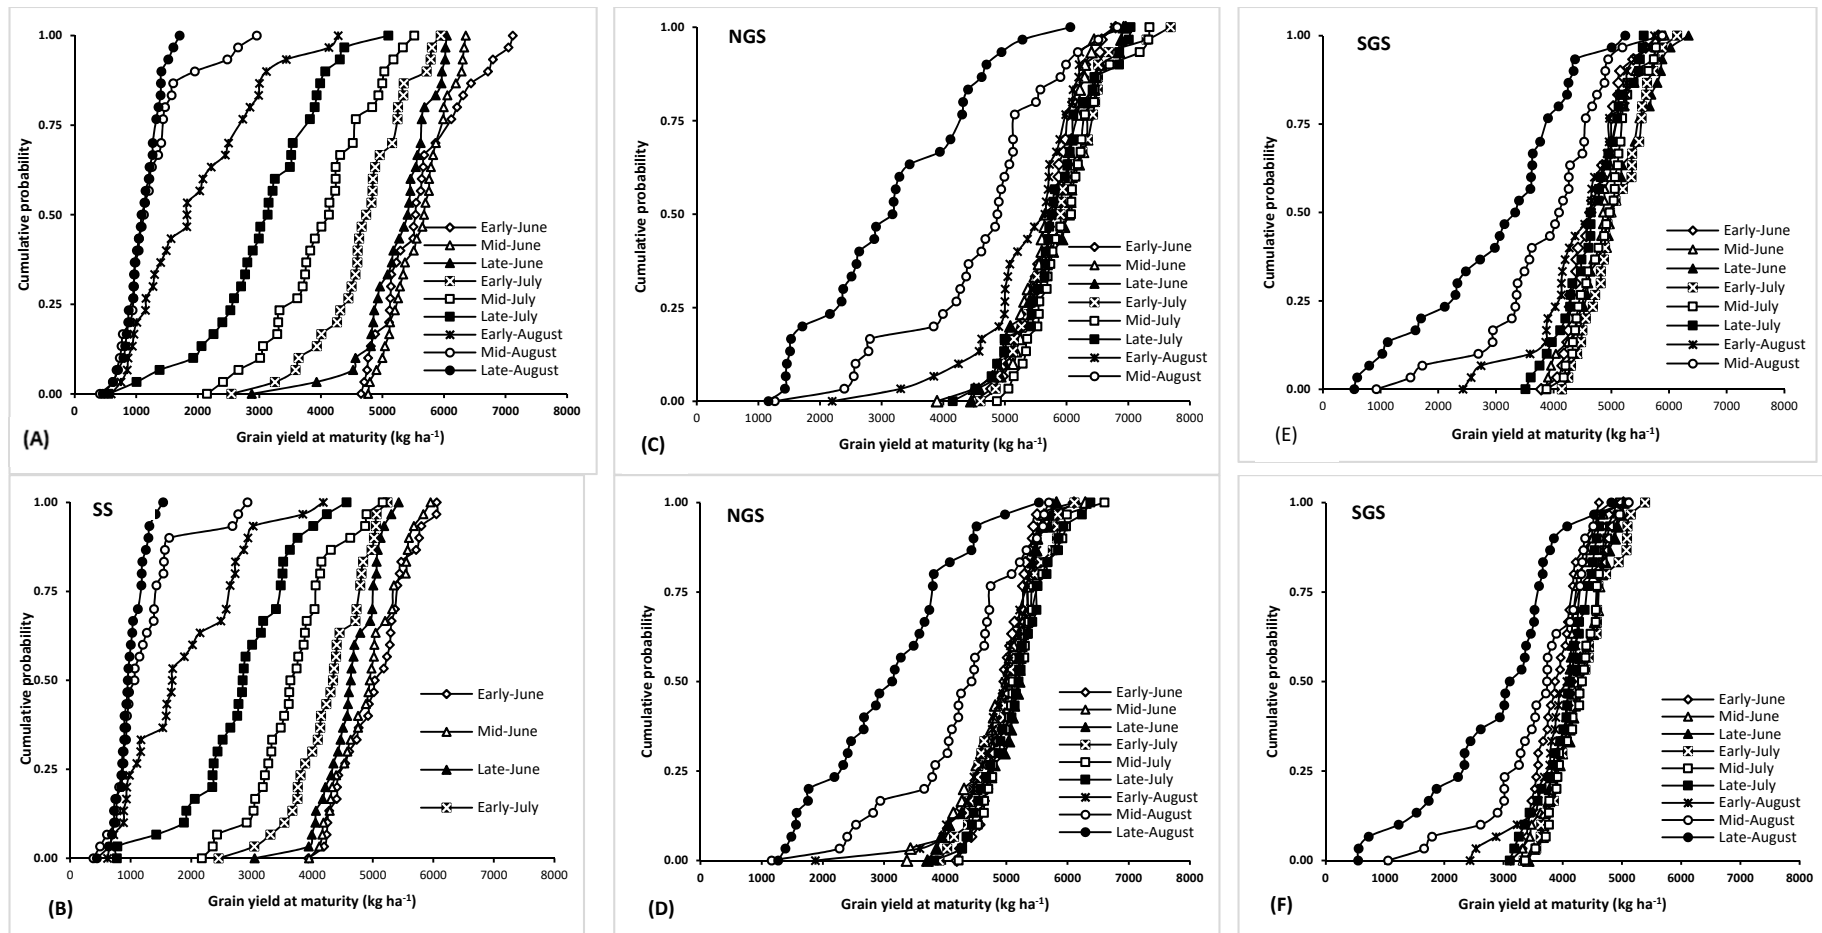 Cumulative probability
1.00
0.75
0.50
0.25
0.00
0
1000
2000
3000
4000
5000
6000
7000
8000
Early-June
Mid-June
Late-June
Early-July
Mid-July
Late-July
Early-August
Mid-August
Late-August
(A)
Grain yield at maturity (kg ha⁻¹)
NGS
Cumulative probability
1.00
0.75
0.50
0.25
0.00
0
1000
2000
3000
4000
5000
6000
7000
8000
Early-June
Mid-June
Late-June
Early-July
Mid-July
Late-July
Early-August
Mid-August
(C)
Grain yield at maturity (kg ha⁻¹)
SGS
Cumulative probability
1.00
0.75
0.50
0.25
0.00
0
1000
2000
3000
4000
5000
6000
7000
8000
Early-June
Mid-June
Late-June
Early-July
Mid-July
Late-July
Early-August
Mid-August
(E)
Grain yield at maturity (kg ha⁻¹)
SS
Cumulative probability
1.00
0.75
0.50
0.25
0.00
0
1000
2000
3000
4000
5000
6000
7000
8000
Early-June
Mid-June
Late-June
Early-July
(B)
Grain yield at maturity (kg ha⁻¹)
NGS
Cumulative probability
1.00
0.75
0.50
0.25
0.00
0
1000
2000
3000
4000
5000
6000
7000
8000
Early-June
Mid-June
Late-June
Early-July
Mid-July
Late-July
Early-August
Mid-August
Late-August
(D)
Grain yield at maturity (kg ha⁻¹)
SGS
Cumulative probability
1.00
0.75
0.50
0.25
0.00
0
1000
2000
3000
4000
5000
6000
7000
8000
Early-June
Mid-June
Late-June
Early-July
Mid-July
Late-July
Early-August
Mid-August
Late-August
(F)
Grain yield at maturity (kg ha⁻¹)